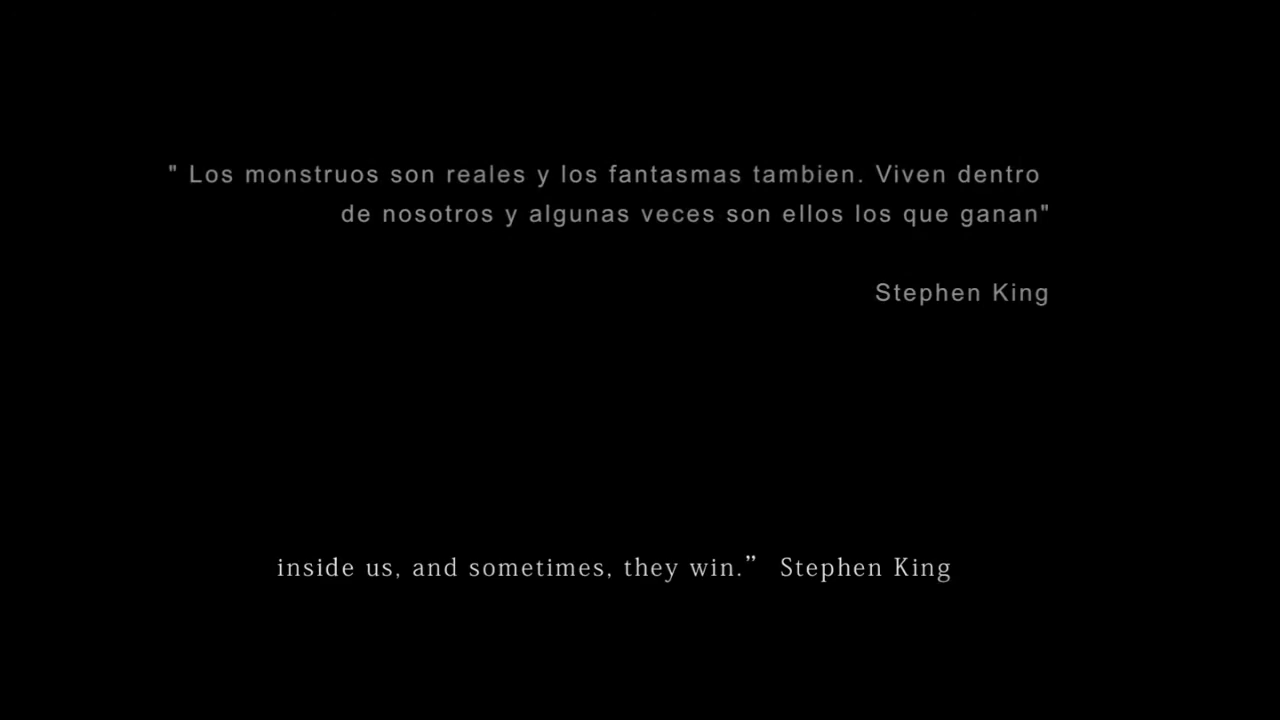 " Los monstruos son reales y los fantasmas tambien. Viven dentro
de nosotros y algunas veces son ellos los que ganan"
Stephen King
inside us, and sometimes, they win.” Stephen King